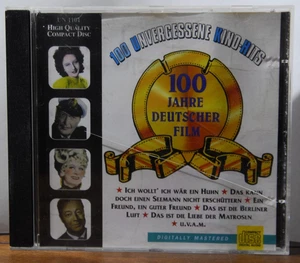 HIGH QUALITY
COMPACT DISC
100 UNVERGESSENE KINO-HITS
100
JAHRE
DEUTSCHER
FILM
★ ICH WOLLT' ICH WÄR EIN HUHN ★ DAS KANN
DOCH EINEN SEEMANN NICHT ERSCHÜTTERN ★ EIN
FREUND, EIN GUTER FREUND ★ DAS IST DIE BERLINER
LUFT ★ DAS IST DIE LIEBE DER MATROSEN
★ U.V.A.M.
DIGITALLY MASTERED